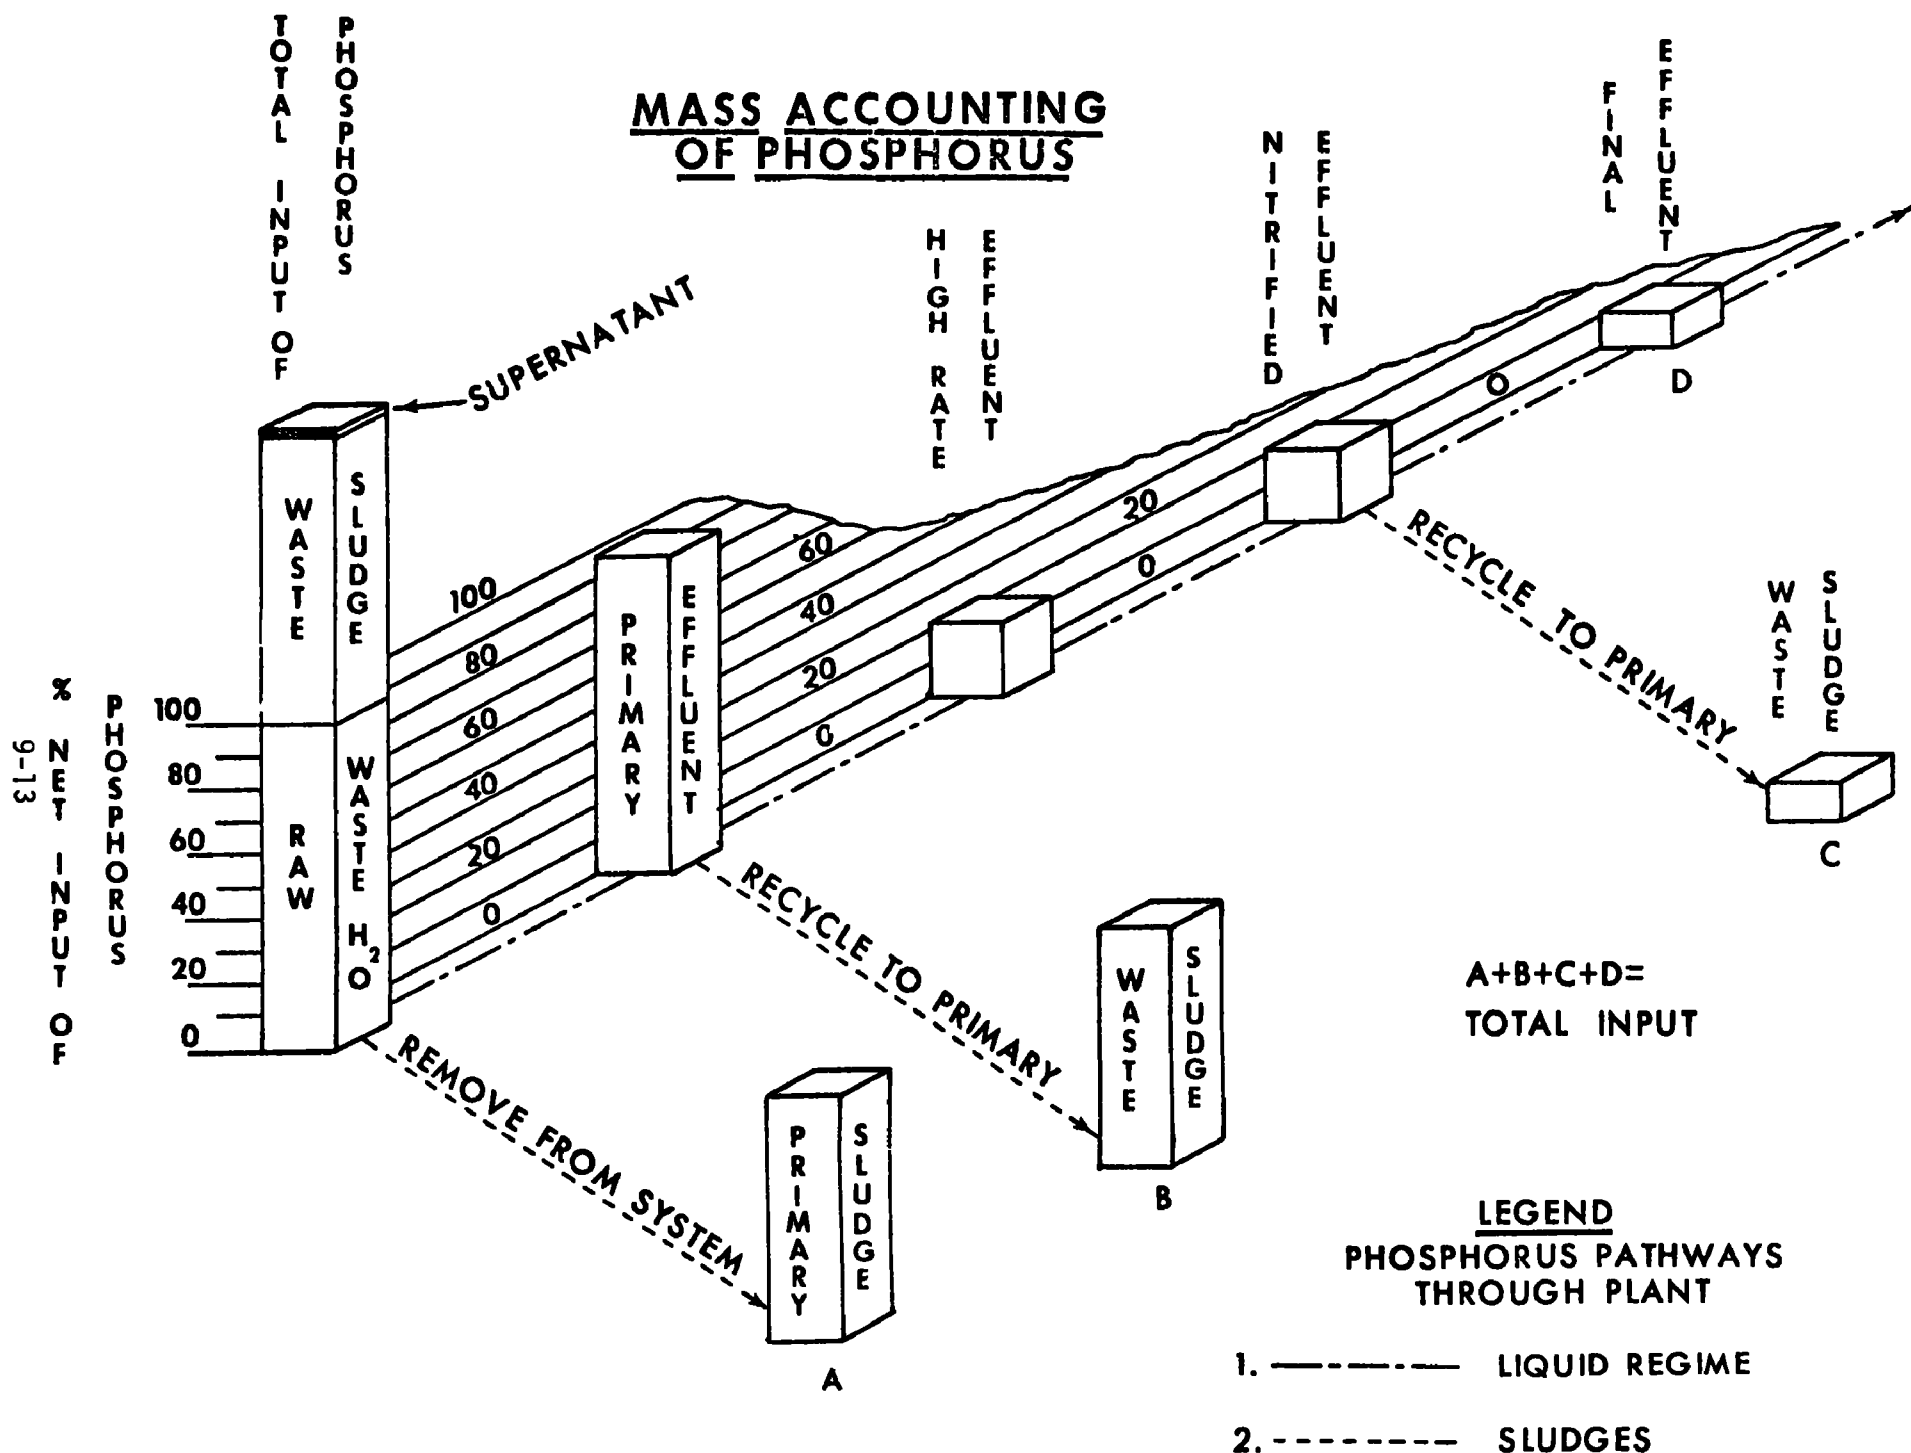 MASS ACCOUNTING
OF PHOSPHORUS
TOTAL INPUT OF
PHOSPHORUS
SUPERNATANT
HIGH RATE
EFFLUENT
NITRIFIED
EFFLUENT
FINAL
EFFLUENT
WASTE
SLUDGE
RAW
WASTE H2O
% NET INPUT OF
PHOSPHORUS
100
80
60
40
20
0
100
80
60
40
20
0
PRIMARY
EFFLUENT
60
40
20
0
20
0
0
D
RECYCLE TO PRIMARY
WASTE
SLUDGE
C
RECYCLE TO PRIMARY
WASTE
SLUDGE
B
REMOVE FROM SYSTEM
PRIMARY
SLUDGE
A
A+B+C+D=
TOTAL INPUT
LEGEND
PHOSPHORUS PATHWAYS
THROUGH PLANT
1. LIQUID REGIME
2. SLUDGES
9-13